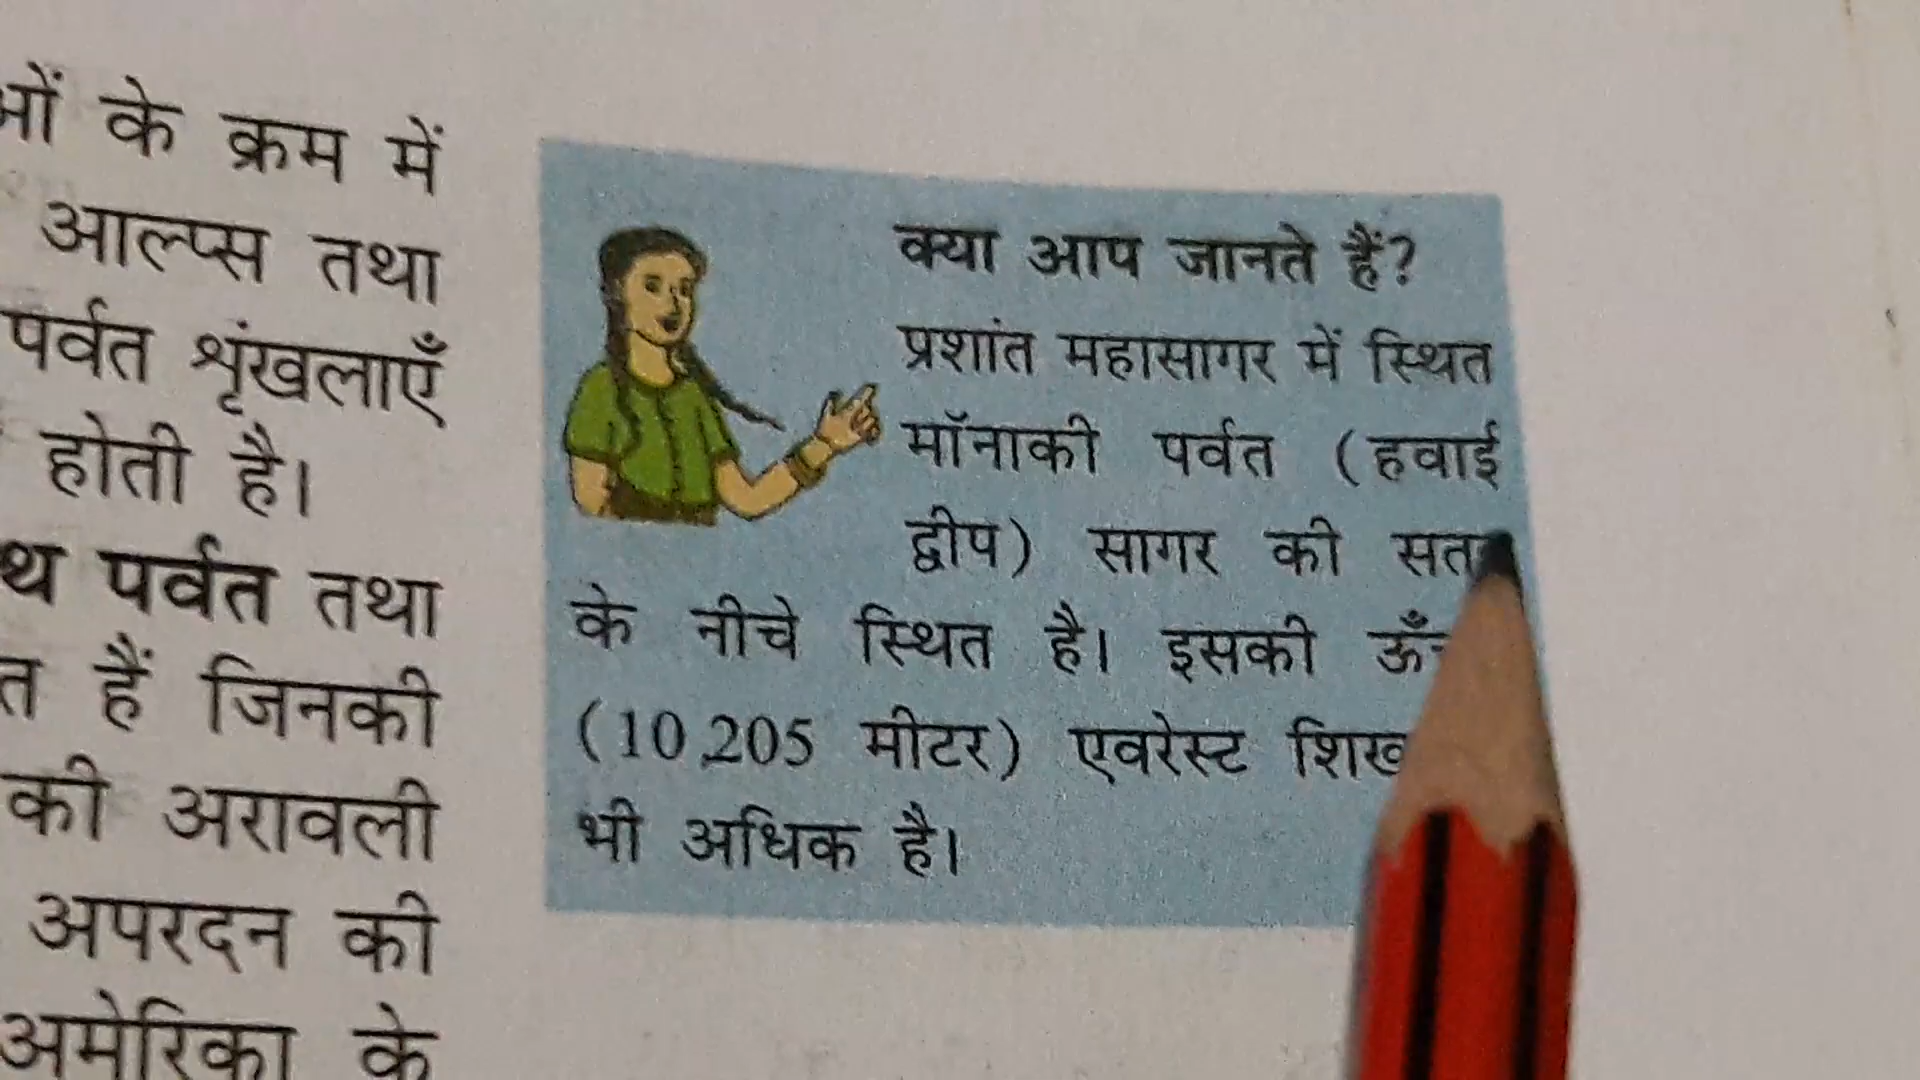 के क्रम में
आल्प्स तथा
पर्वत शृंखलाएँ
होती है।
पर्वत तथा
हैं जिनकी
की अरावली
अपरदन की
अमेरिका के
क्या आप जानते हैं?
प्रशांत महासागर में स्थित
मॉनाकी पर्वत (हवाई
द्वीप) सागर की
के नीचे स्थित है। इसकी
(10,205 मीटर) एवरेस्ट
भी अधिक है।